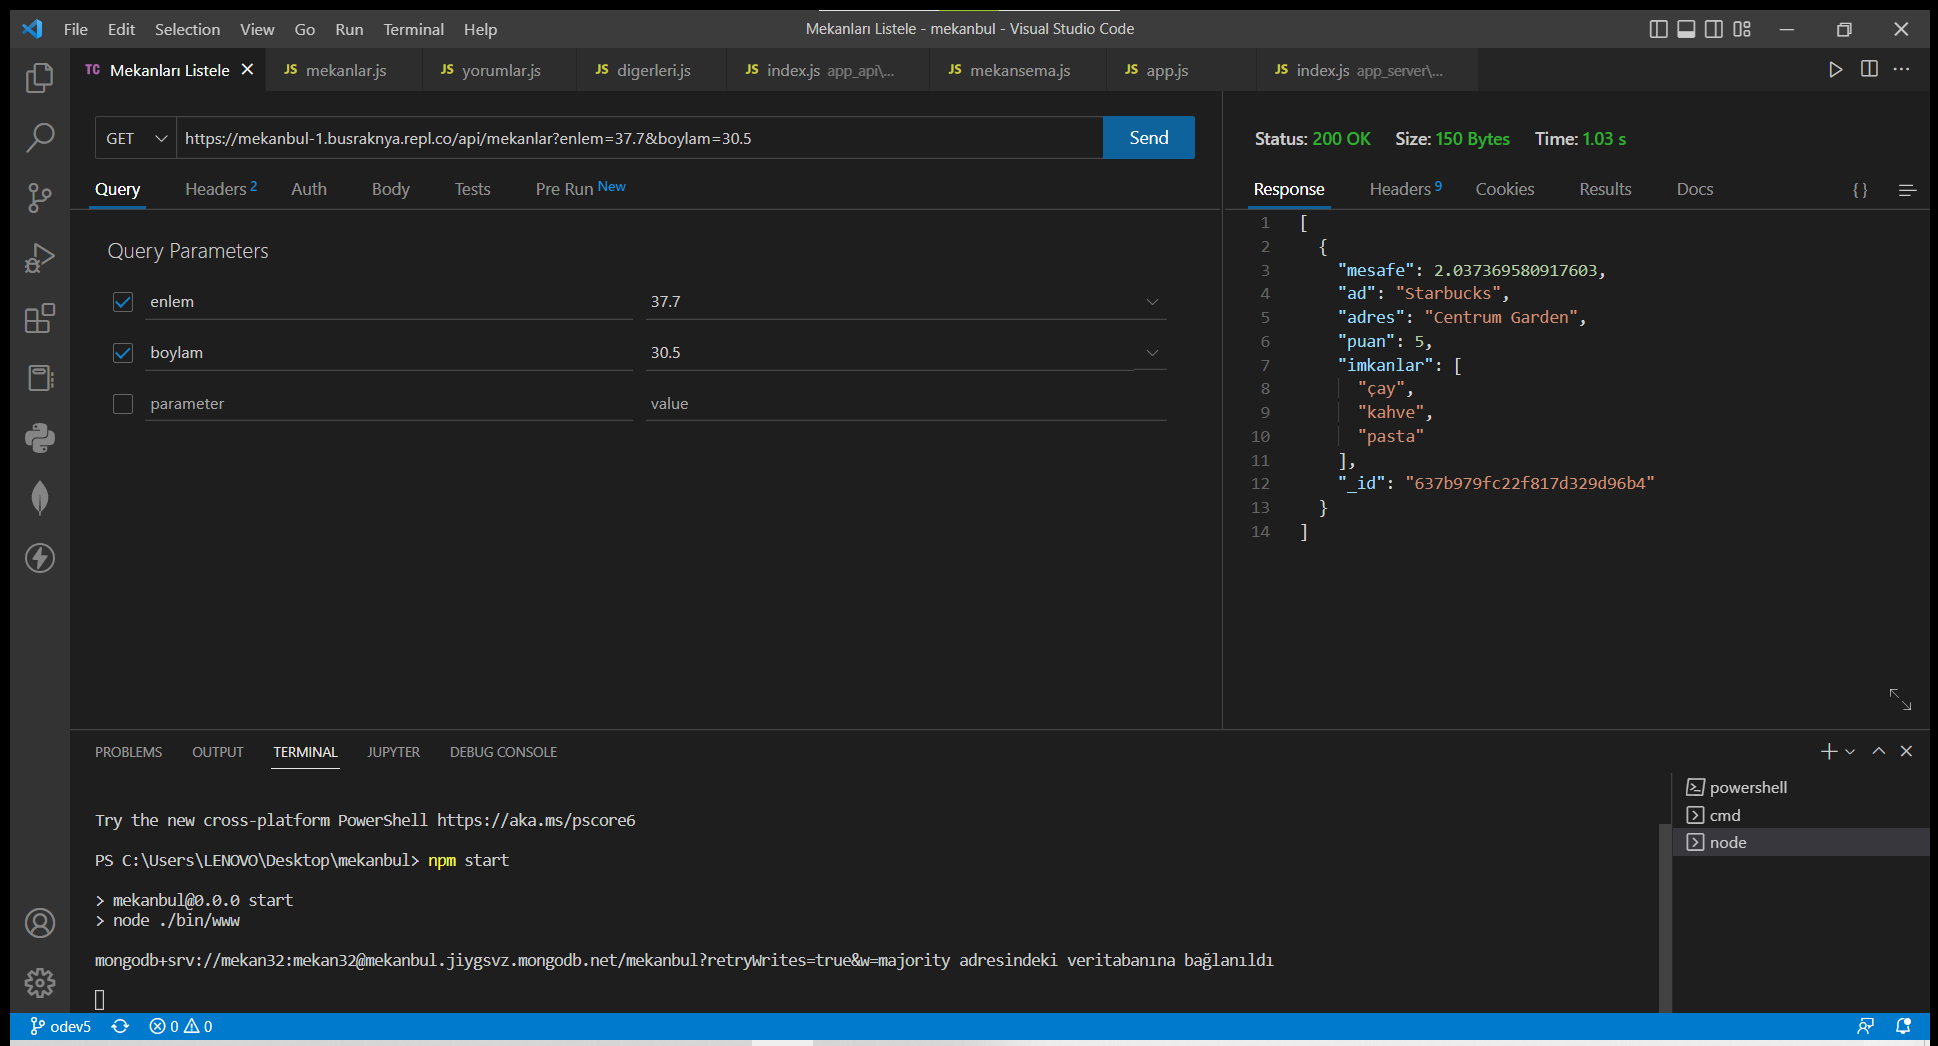 File Edit Selection View Go Run Terminal Help
Mekanları Listele - mekanbul - Visual Studio Code
TC Mekanları Listele
JS mekanlar.js
JS yorumlar.js
JS digerleri.js
JS index.js app_api\...
JS mekansema.js
JS app.js
JS index.js app_server\...
GET https://mekanbul-1.busraknya.repl.co/api/mekanlar?enlem=37.7&boylam=30.5 Send
Query Headers 2 Auth Body Tests Pre Run New
Query Parameters
enlem 37.7
boylam 30.5
parameter value
Status: 200 OK Size: 150 Bytes Time: 1.03 s
Response Headers 9 Cookies Results Docs {}
1 [
2 {
3 "mesafe": 2.037369580917603,
4 "ad": "Starbucks",
5 "adres": "Centrum Garden",
6 "puan": 5,
7 "imkanlar": [
8 "çay",
9 "kahve",
10 "pasta"
11 ],
12 "_id": "637b979fc22f817d329d96b4"
13 }
14 ]
PROBLEMS OUTPUT TERMINAL JUPYTER DEBUG CONSOLE
Try the new cross-platform PowerShell https://aka.ms/pscore6
PS C:\Users\LENOVO\Desktop\mekanbul> npm start
> mekanbul@0.0.0 start
> node ./bin/www
mongodb+srv://mekan32:mekan32@mekanbul.jiygsvz.mongodb.net/mekanbul?retryWrites=true&w=majority adresindeki veritabanına bağlanıldı
powershell
cmd
node
odev5 0 0